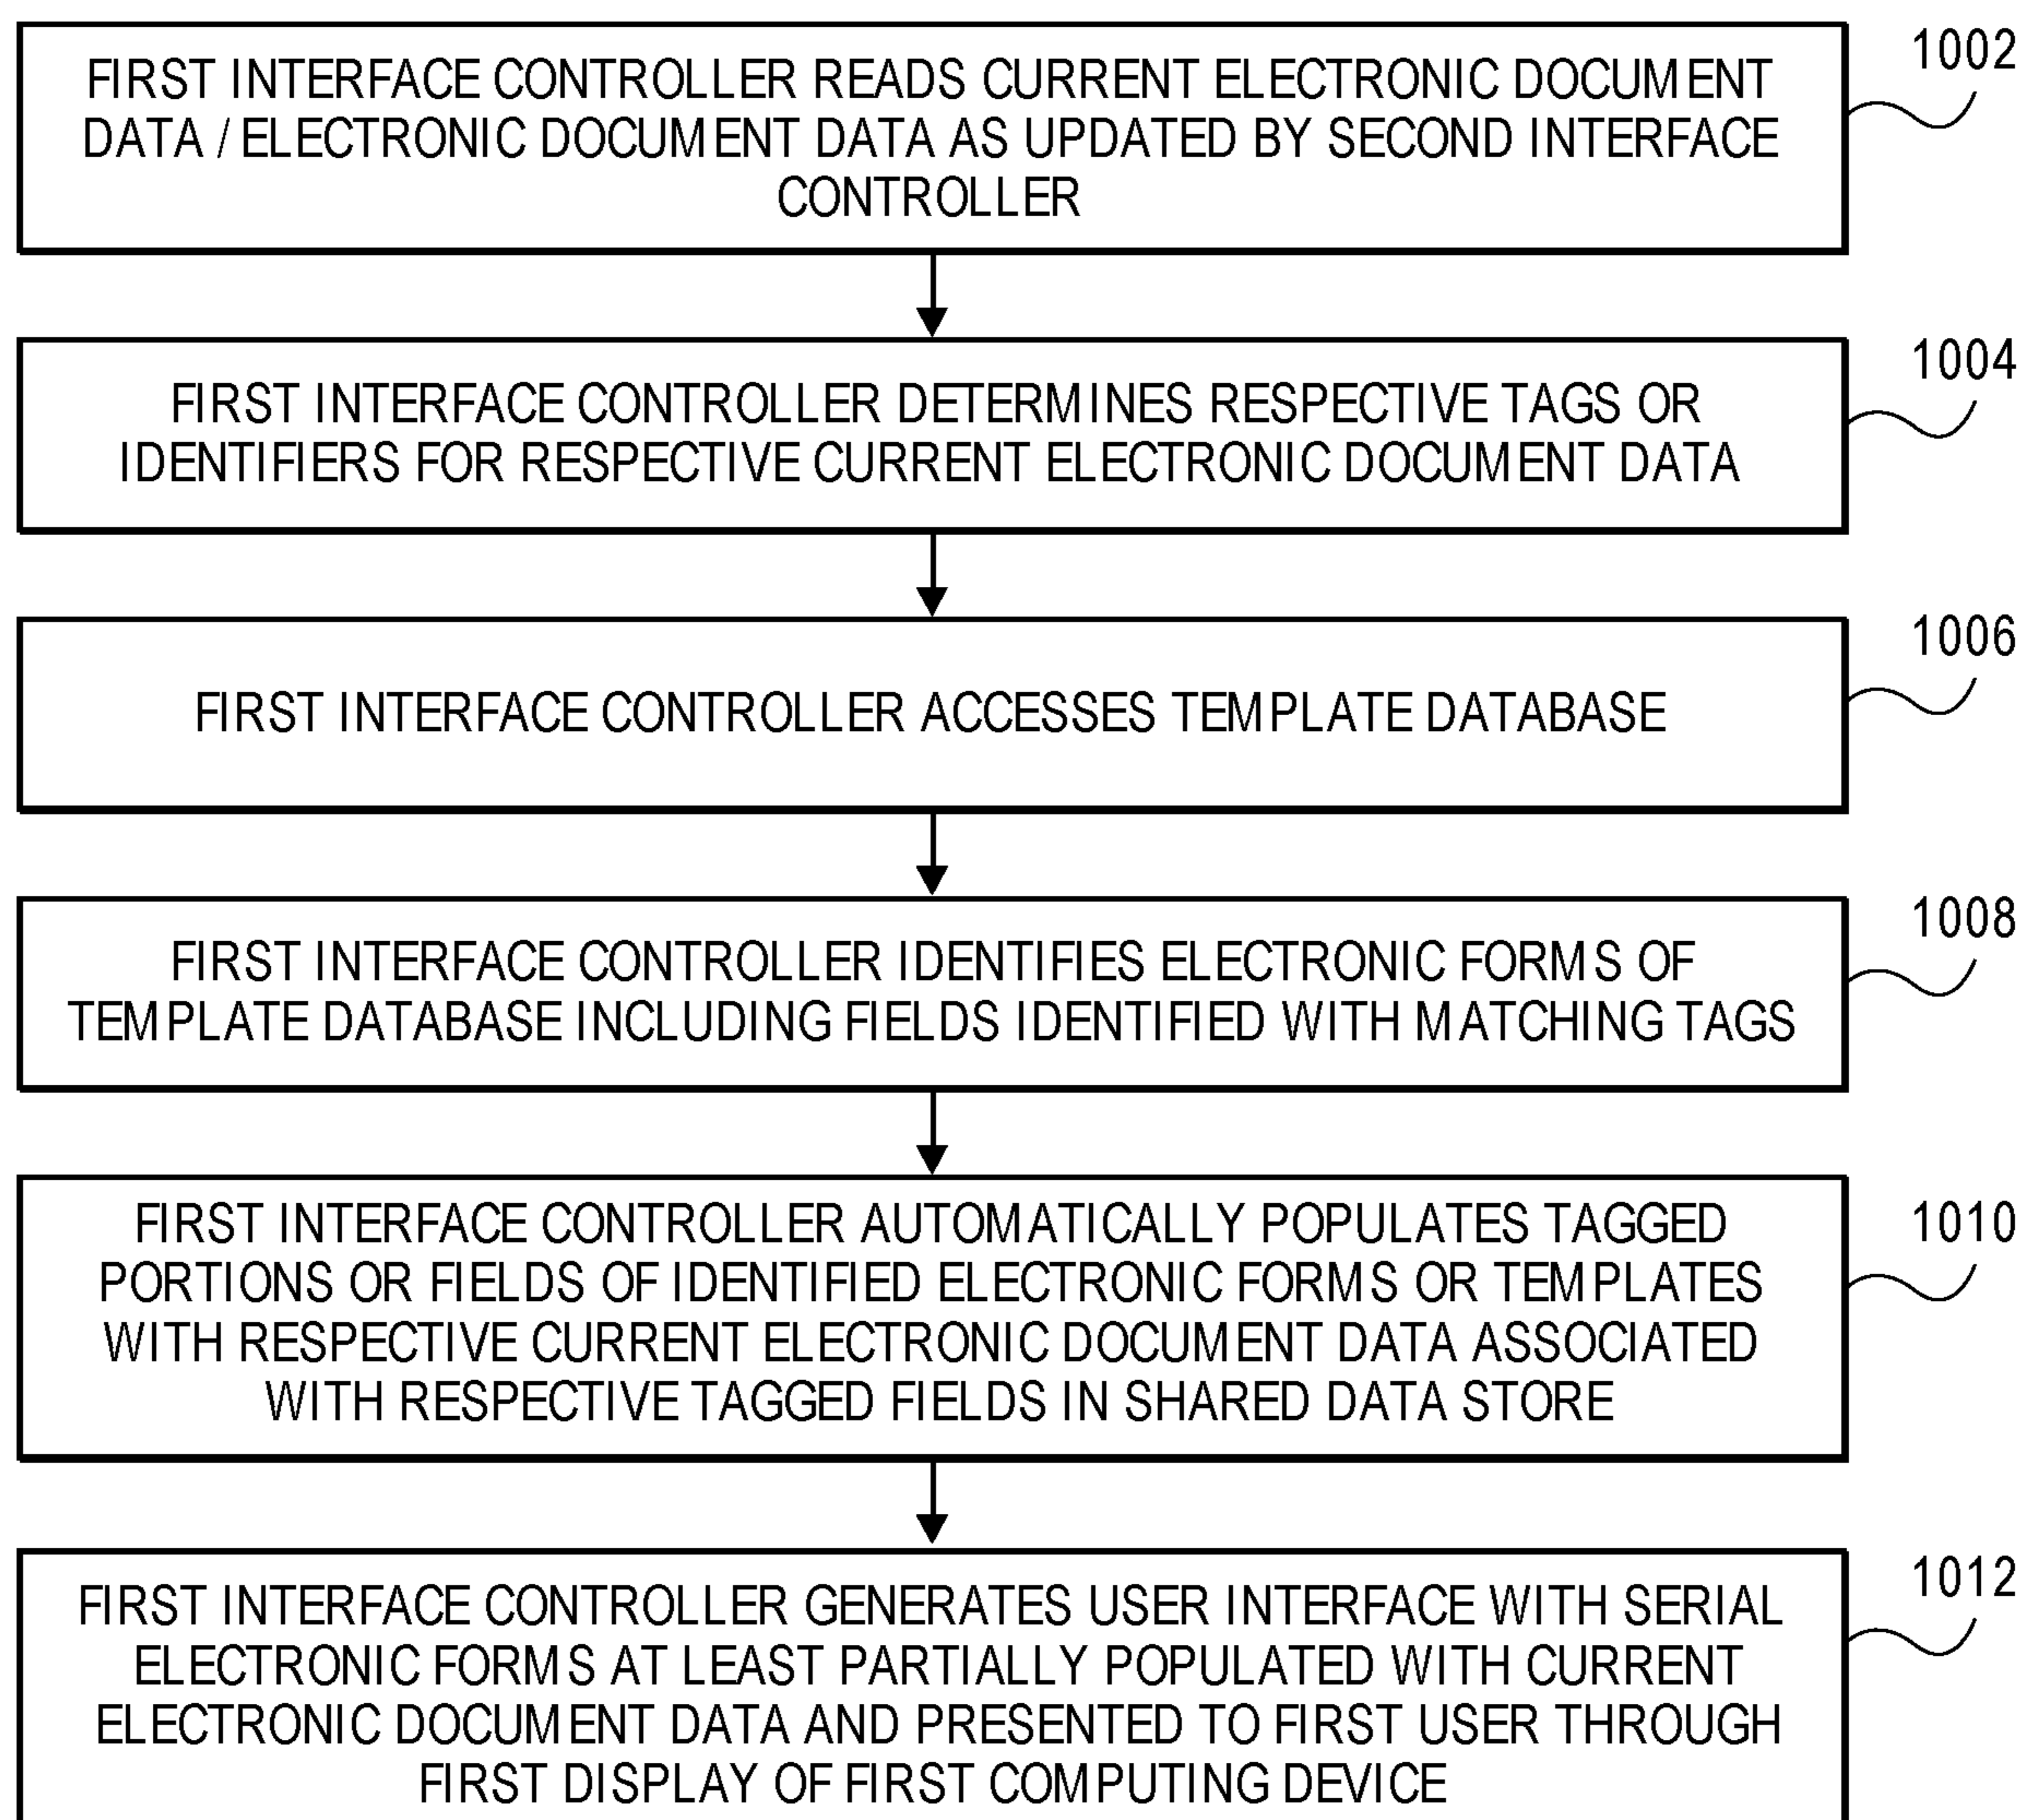 1002
FIRST INTERFACE CONTROLLER READS CURRENT ELECTRONIC DOCUMENT
DATA / ELECTRONIC DOCUMENT DATA AS UPDATED BY SECOND INTERFACE
CONTROLLER
1004
FIRST INTERFACE CONTROLLER DETERMINES RESPECTIVE TAGS OR
IDENTIFIERS FOR RESPECTIVE CURRENT ELECTRONIC DOCUMENT DATA
1006
FIRST INTERFACE CONTROLLER ACCESSES TEMPLATE DATABASE
1008
FIRST INTERFACE CONTROLLER IDENTIFIES ELECTRONIC FORMS OF
TEMPLATE DATABASE INCLUDING FIELDS IDENTIFIED WITH MATCHING TAGS
1010
FIRST INTERFACE CONTROLLER AUTOMATICALLY POPULATES TAGGED
PORTIONS OR FIELDS OF IDENTIFIED ELECTRONIC FORMS OR TEMPLATES
WITH RESPECTIVE CURRENT ELECTRONIC DOCUMENT DATA ASSOCIATED
WITH RESPECTIVE TAGGED FIELDS IN SHARED DATA STORE
1012
FIRST INTERFACE CONTROLLER GENERATES USER INTERFACE WITH SERIAL
ELECTRONIC FORMS AT LEAST PARTIALLY POPULATED WITH CURRENT
ELECTRONIC DOCUMENT DATA AND PRESENTED TO FIRST USER THROUGH
FIRST DISPLAY OF FIRST COMPUTING DEVICE